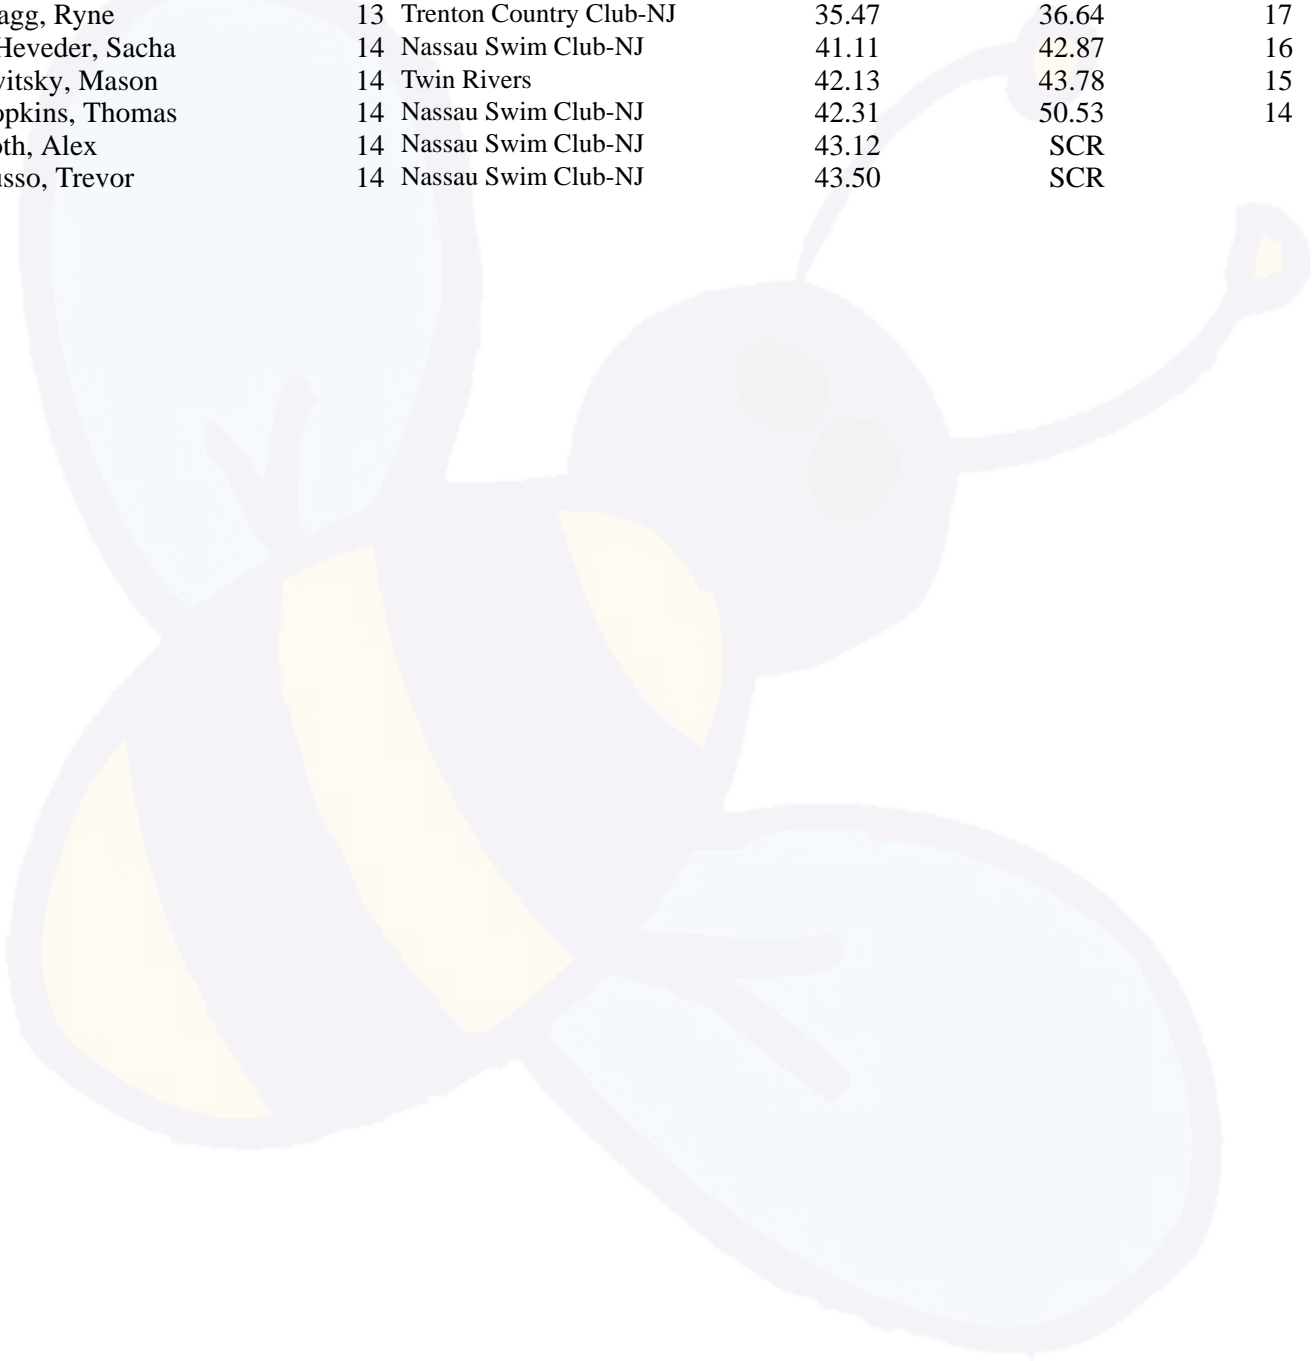 agg, Ryne 13 Trenton Country Club-NJ 35.47 36.64 17
Heveder, Sacha 14 Nassau Swim Club-NJ 41.11 42.87 16
vitsky, Mason 14 Twin Rivers 42.13 43.78 15
opkins, Thomas 14 Nassau Swim Club-NJ 42.31 50.53 14
oth, Alex 14 Nassau Swim Club-NJ 43.12 SCR
usso, Trevor 14 Nassau Swim Club-NJ 43.50 SCR